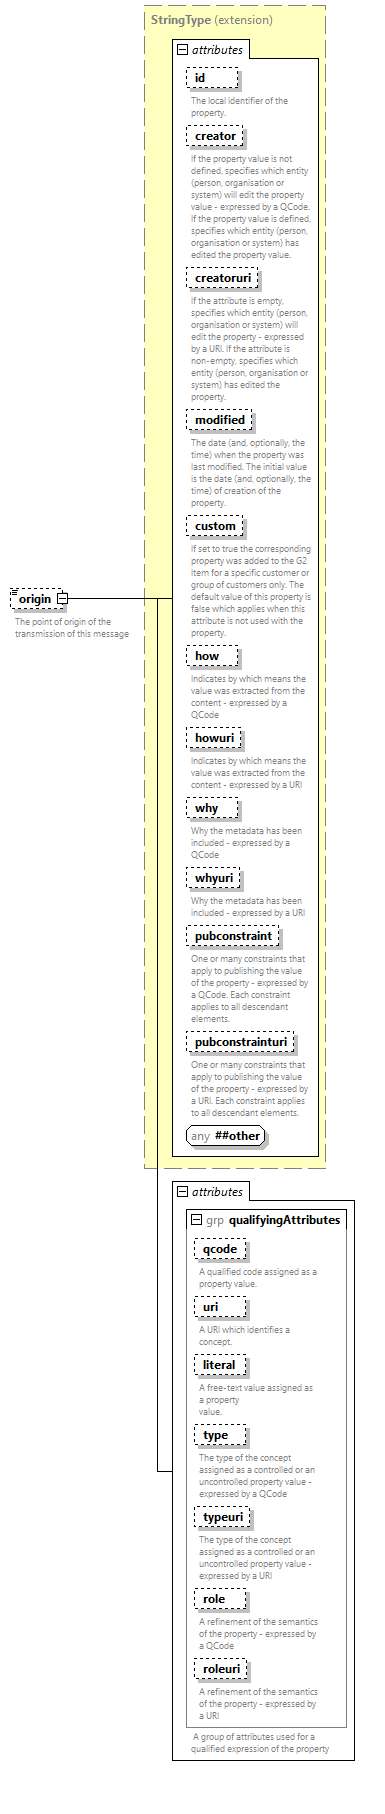 StringType (extension)
attributes
id
The local identifier of the
property.
creator
If the property value is not
defined, specifies which entity
(person, organisation or
system) will edit the property
value - expressed by a QCode.
If the property value is defined,
specifies which entity (person,
organisation or system) has
edited the property value.
creatoruri
If the attribute is empty,
specifies which entity (person,
organisation or system) will
edit the property - expressed
by a URI. If the attribute is
non-empty, specifies which
entity (person, organisation or
system) has edited the
property.
modified
The date (and, optionally, the
time) when the property was
last modified. The initial value
is the date (and, optionally, the
time) of creation of the
property.
custom
If set to true the corresponding
property was added to the G2
Item for a specific customer or
group of customers only. The
default value of this property is
false which applies when this
attribute is not used with the
property.
origin
The point of origin of the
transmission of this message
how
Indicates by which means the
value was extracted from the
content - expressed by a
QCode
howuri
Indicates by which means the
value was extracted from the
content - expressed by a URI
why
Why the metadata has been
included - expressed by a
QCode
whyuri
Why the metadata has been
included - expressed by a URI
pubconstraint
One or many constraints that
apply to publishing the value
of the property - expressed by
a QCode. Each constraint
applies to all descendant
elements.
pubconstrainturi
One or many constraints that
apply to publishing the value
of the property - expressed by
a URI. Each constraint applies
to all descendant elements.
any ##other
attributes
grp qualifyingAttributes
qcode
A qualified code assigned as a
property value.
uri
A URI which identifies a
concept.
literal
A free-text value assigned as
a property
value.
type
The type of the concept
assigned as a controlled or an
uncontrolled property value -
expressed by a QCode
typeuri
The type of the concept
assigned as a controlled or an
uncontrolled property value -
expressed by a URI
role
A refinement of the semantics
of the property - expressed by
a QCode
roleuri
A refinement of the semantics
of the property - expressed by
a URI
A group of attributes used for a
qualified expression of the property